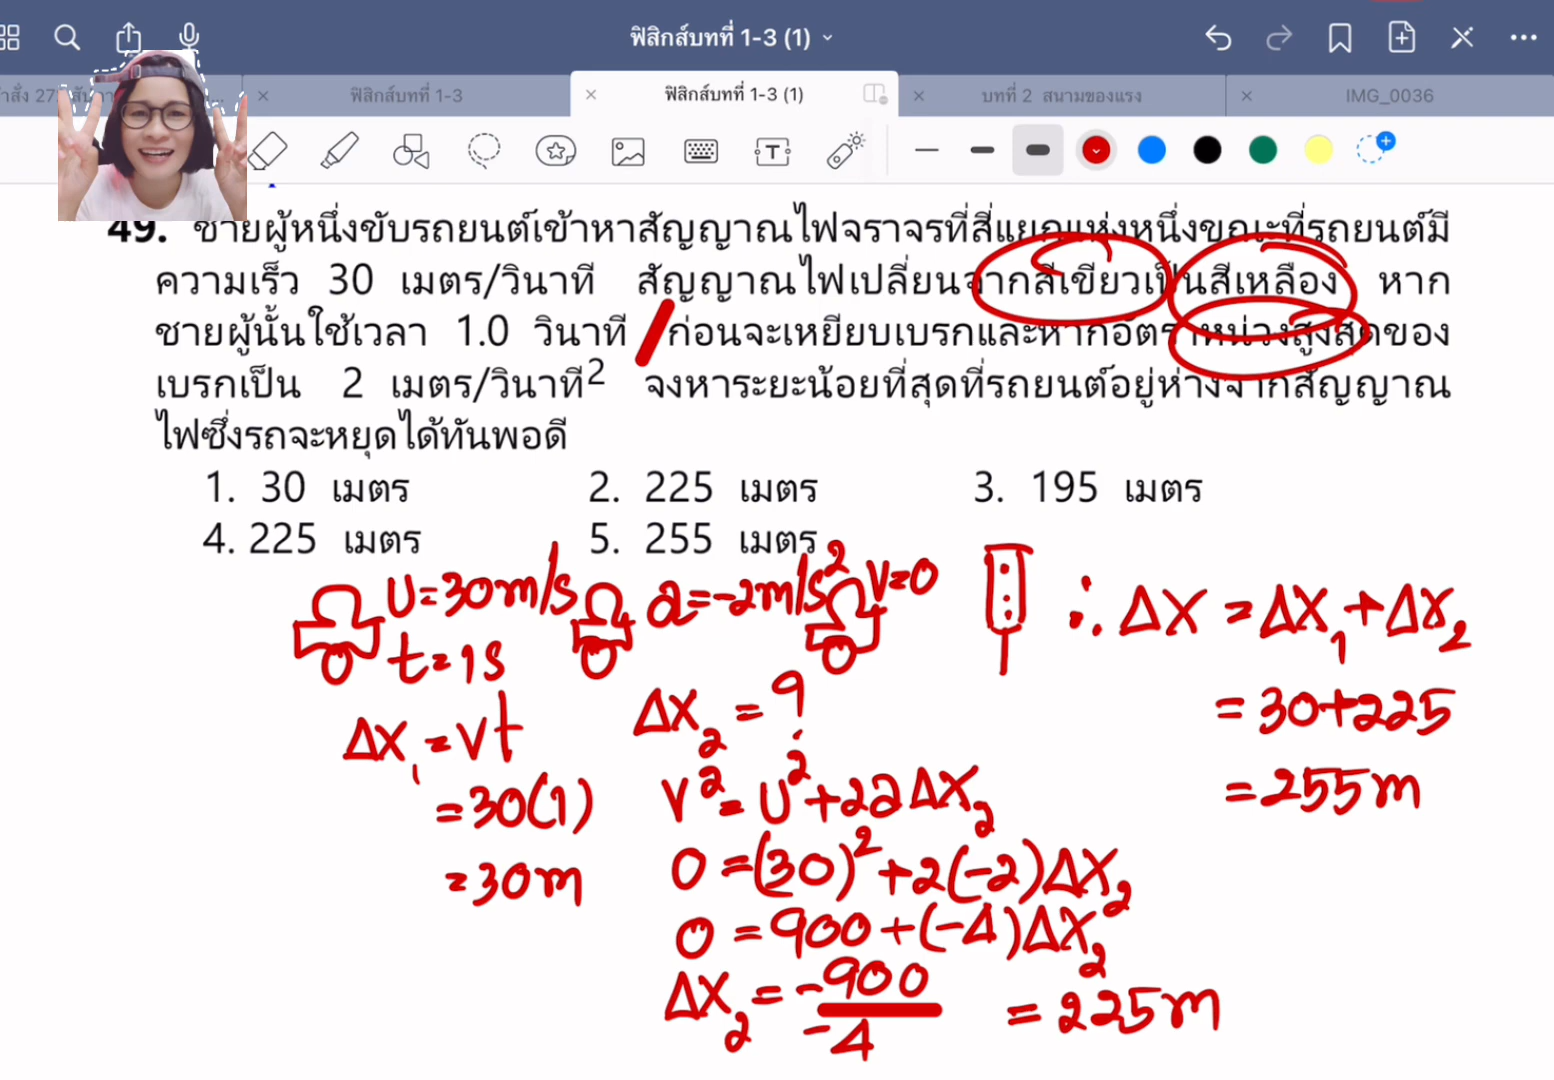 ฟิสิกส์บทที่ 1-3 (1)
ฟิสิกส์บทที่ 1-3
ฟิสิกส์บทที่ 1-3 (1)
บทที่ 2 สนามของแรง
IMG_0036
49. ชายผู้หนึ่งขับรถยนต์เข้าหาสัญญาณไฟจราจรที่สี่แยกแห่งหนึ่งขณะที่รถยนต์มี
ความเร็ว 30 เมตร/วินาที สัญญาณไฟเปลี่ยนจากสีเขียวเป็นสีเหลือง หาก
ชายผู้นั้นใช้เวลา 1.0 วินาที ก่อนจะเหยียบเบรกและหากอัตราหน่วงสูงสุดของ
เบรกเป็น 2 เมตร/วินาที2 จงหาระยะน้อยที่สุดที่รถยนต์อยู่ห่างจากสัญญาณ
ไฟซึ่งรถจะหยุดได้ทันพอดี
1. 30 เมตร 2. 225 เมตร 3. 195 เมตร
4. 225 เมตร 5. 255 เมตร
U=30m/s a=-2m/s2 V=0
t=1s
∴ ΔX = ΔX1+ΔX2
= 30+225
= 255m
ΔX1 = Vt
= 30(1)
= 30m
ΔX2 = ?
V2 = U2+2aΔX2
0 = (30)2+2(-2)ΔX2
0 = 900+(-4)ΔX2
ΔX2 = -900
-4
= 225m